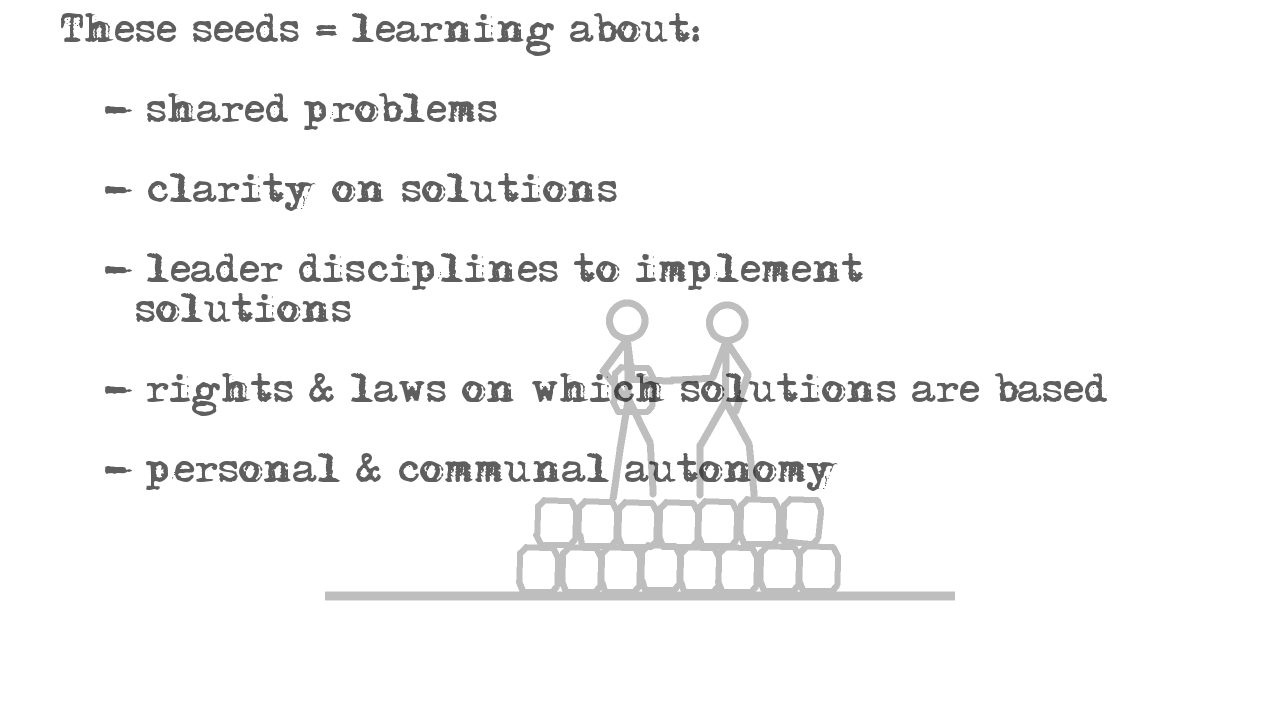 These seeds = learning about:
- shared problems
- clarity on solutions
- leader disciplines to implement
solutions
- rights & laws on which solutions are based
- personal & communal autonomy